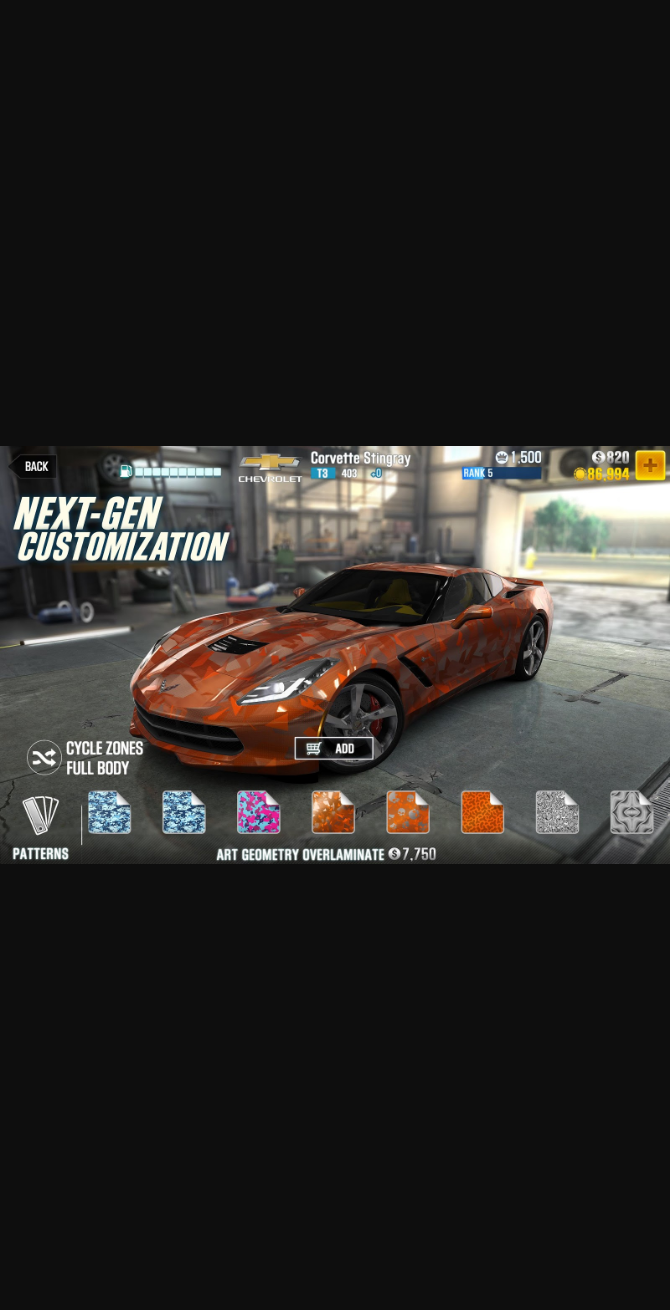 BACK
CHEVROLET
Corvette Stingray
T3 403
1,500
RANK 5
820
86,994
NEXT-GEN
CUSTOMIZATION
CYCLE ZONES
FULL BODY
ADD
PATTERNS
ART GEOMETRY OVERLAMINATE $7,750